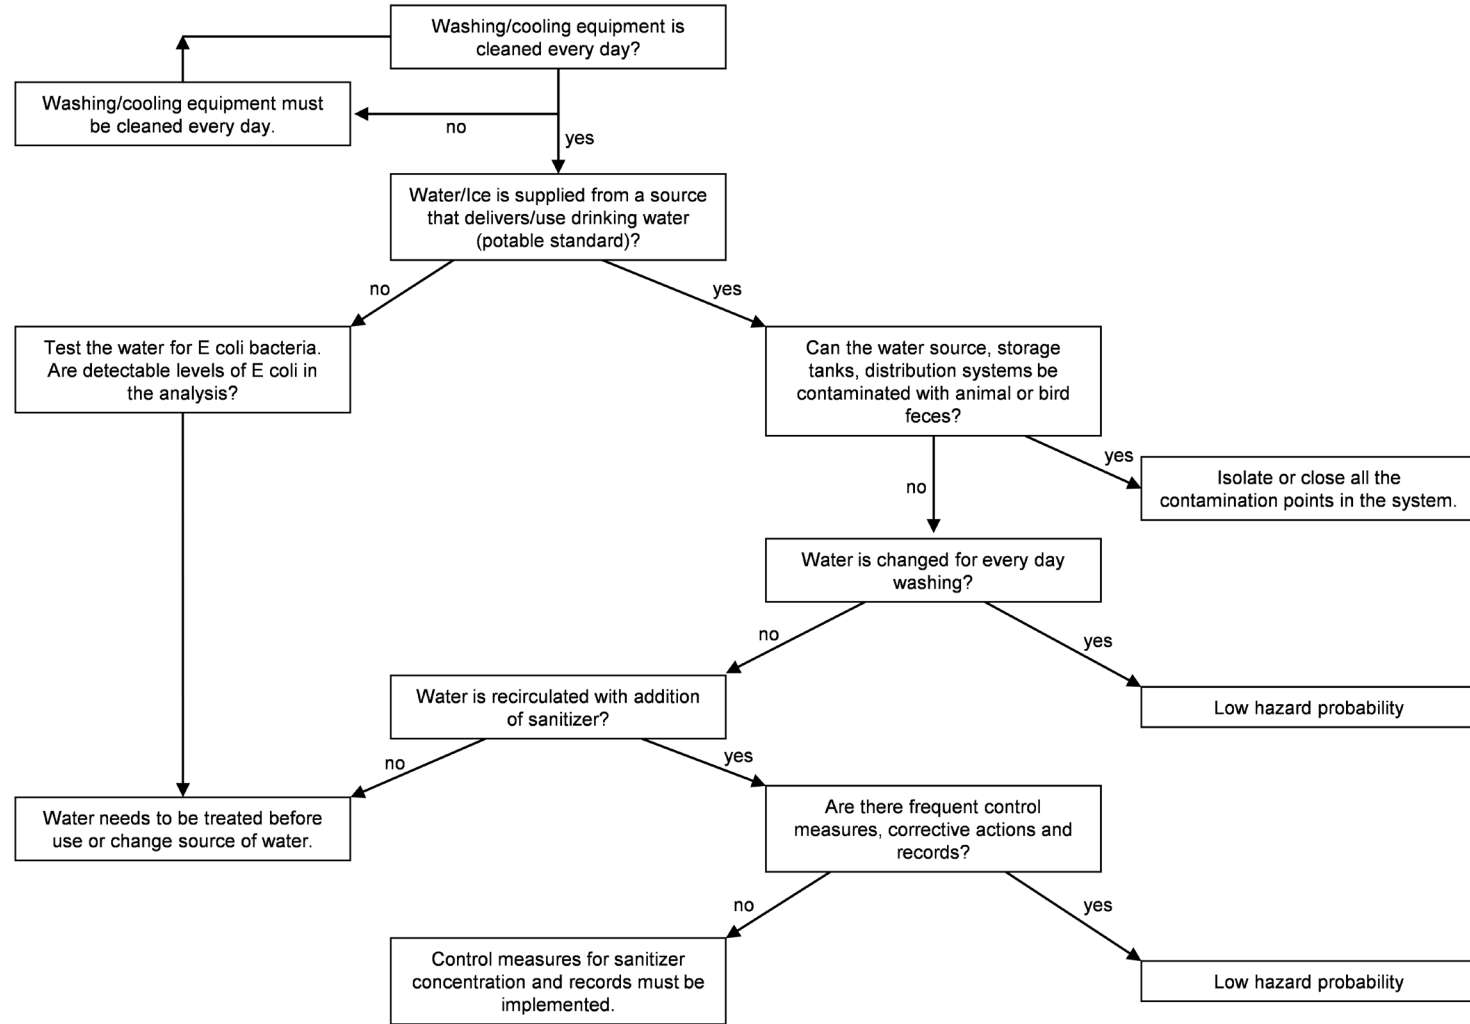 Washing/cooling equipment is
cleaned every day?
Washing/cooling equipment must
be cleaned every day.
no
yes
Water/Ice is supplied from a source
that delivers/use drinking water
(potable standard)?
no
yes
Test the water for E coli bacteria.
Are detectable levels of E coli in
the analysis?
Can the water source, storage
tanks, distribution systems be
contaminated with animal or bird
feces?
yes
no
Isolate or close all the
contamination points in the system.
Water is changed for every day
washing?
no
yes
Water is recirculated with addition
of sanitizer?
Low hazard probability
no
yes
Water needs to be treated before
use or change source of water.
Are there frequent control
measures, corrective actions and
records?
no
yes
Control measures for sanitizer
concentration and records must be
implemented.
Low hazard probability